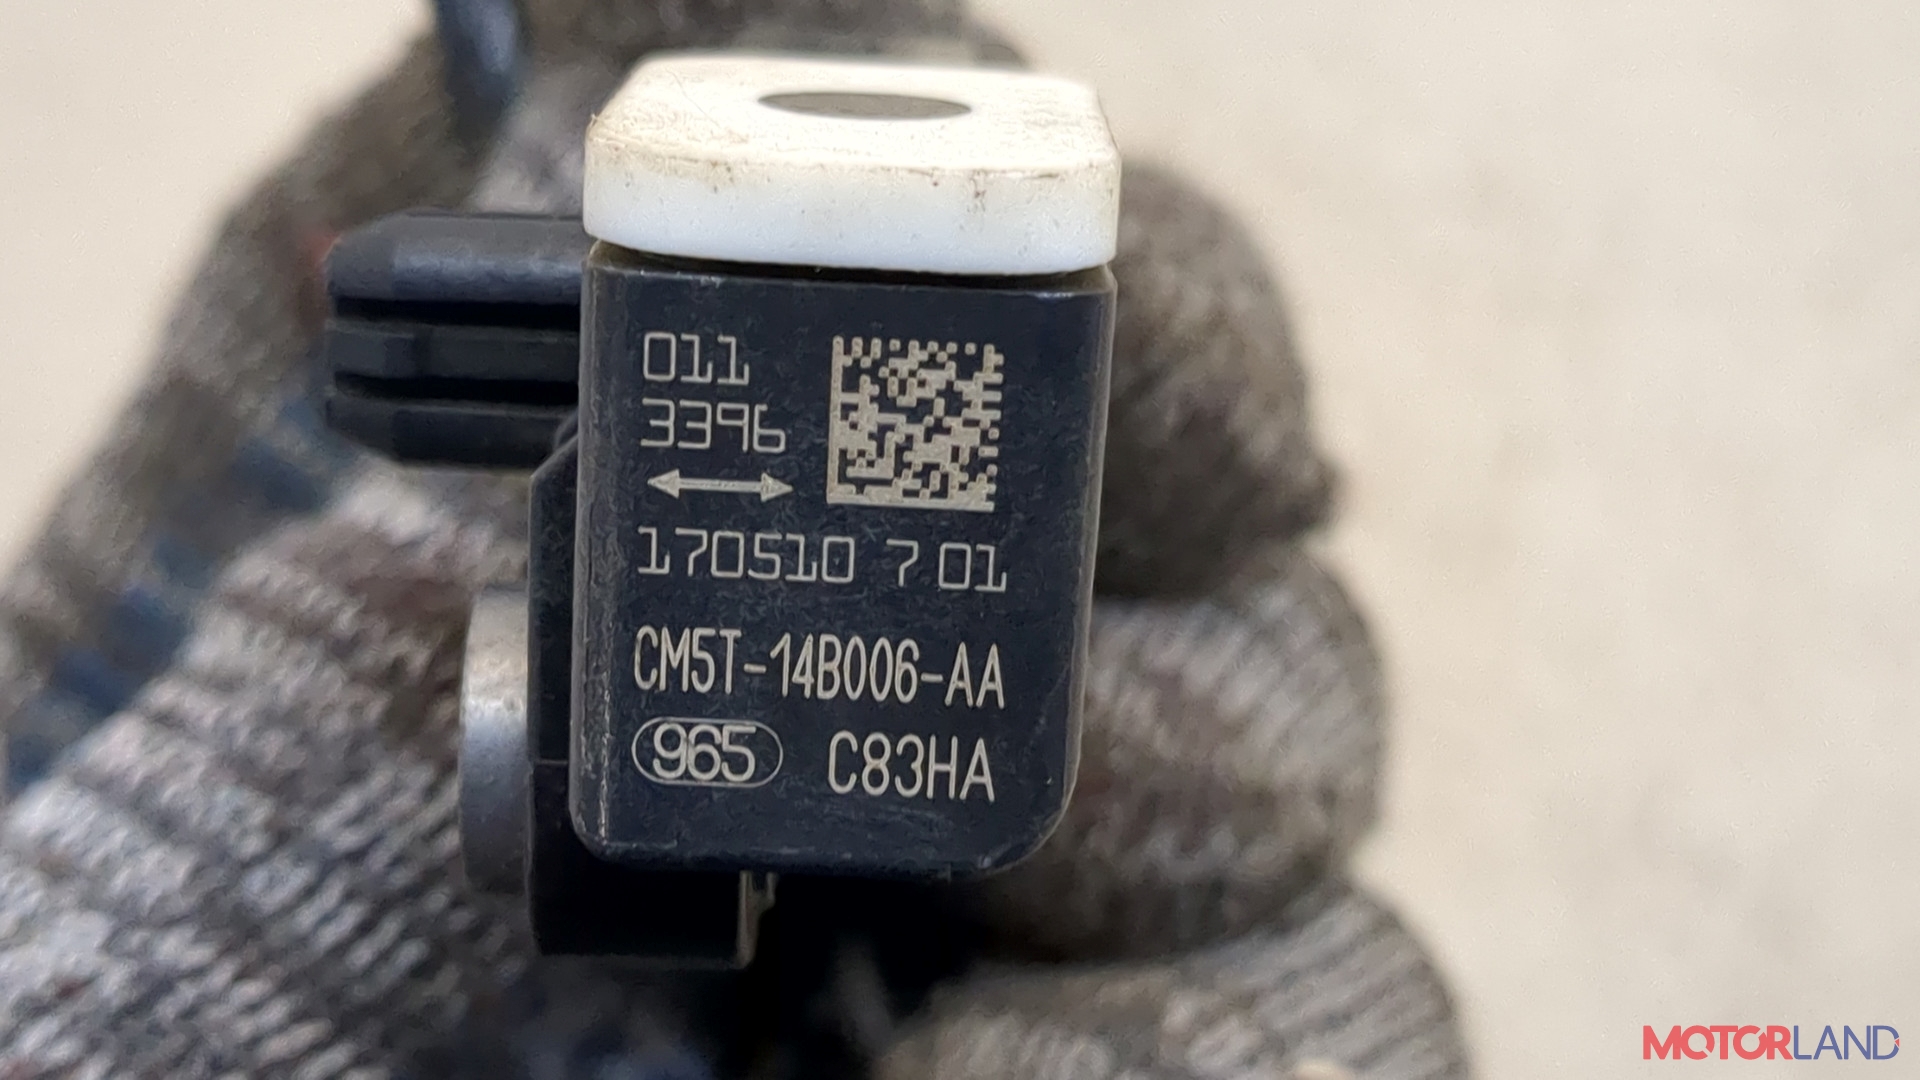 011
3396
170510 7 01
CM5T-14B006-AA
965 C83HA
MOTORLAND